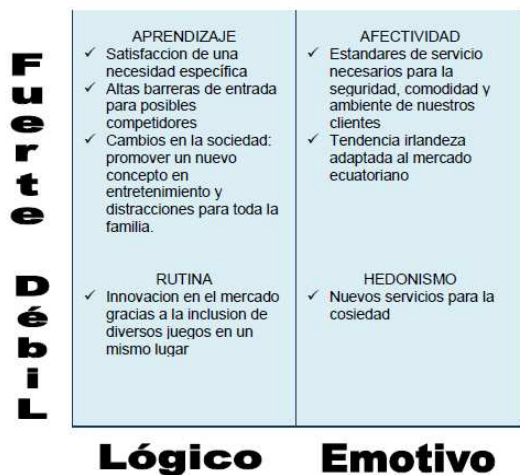 Fuerte
APRENDIZAJE
✓ Satisfaccion de una
necesidad específica
✓ Altas barreras de entrada
para posibles
competidores
✓ Cambios en la sociedad:
promover un nuevo
concepto en
entretenimiento y
distracciones para toda la
familia.
AFECTIVIDAD
✓ Estandares de servicio
necesarios para la
seguridad, comodidad y
ambiente de nuestros
clientes
✓ Tendencia irlandeza
adaptada al mercado
ecuatoriano
DébiL
RUTINA
✓ Innovacion en el mercado
gracias a la inclusion de
diversos juegos en un
mismo lugar
HEDONISMO
✓ Nuevos servicios para la
cosiedad
Lógico
Emotivo